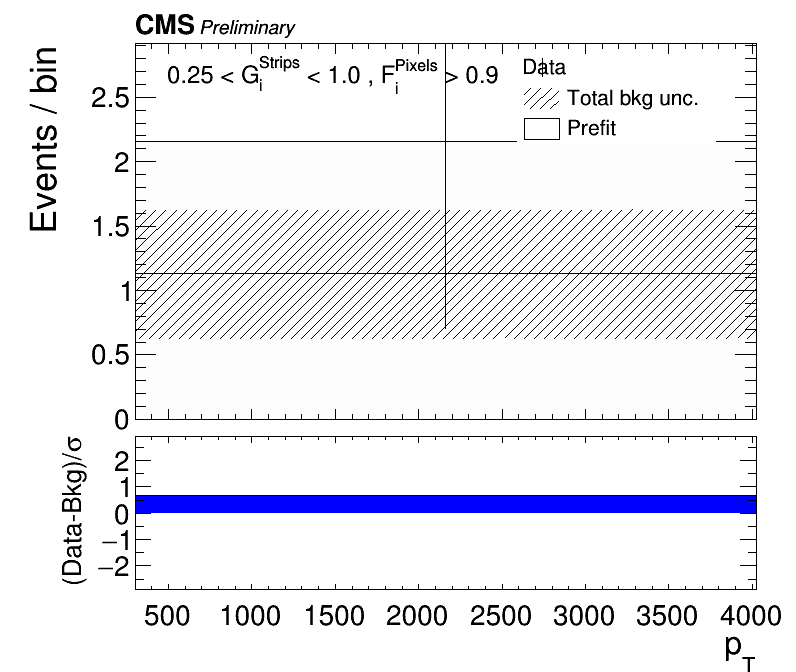 CMS Preliminary
Events / bin
0.25 < G_i^Strips < 1.0 , F_i^Pixels > 0.9
Data
Total bkg unc.
Prefit
2.5
2
1.5
1
0.5
0
(Data-Bkg)/σ
2
1
0
−1
−2
500 1000 1500 2000 2500 3000 3500 4000
p_T